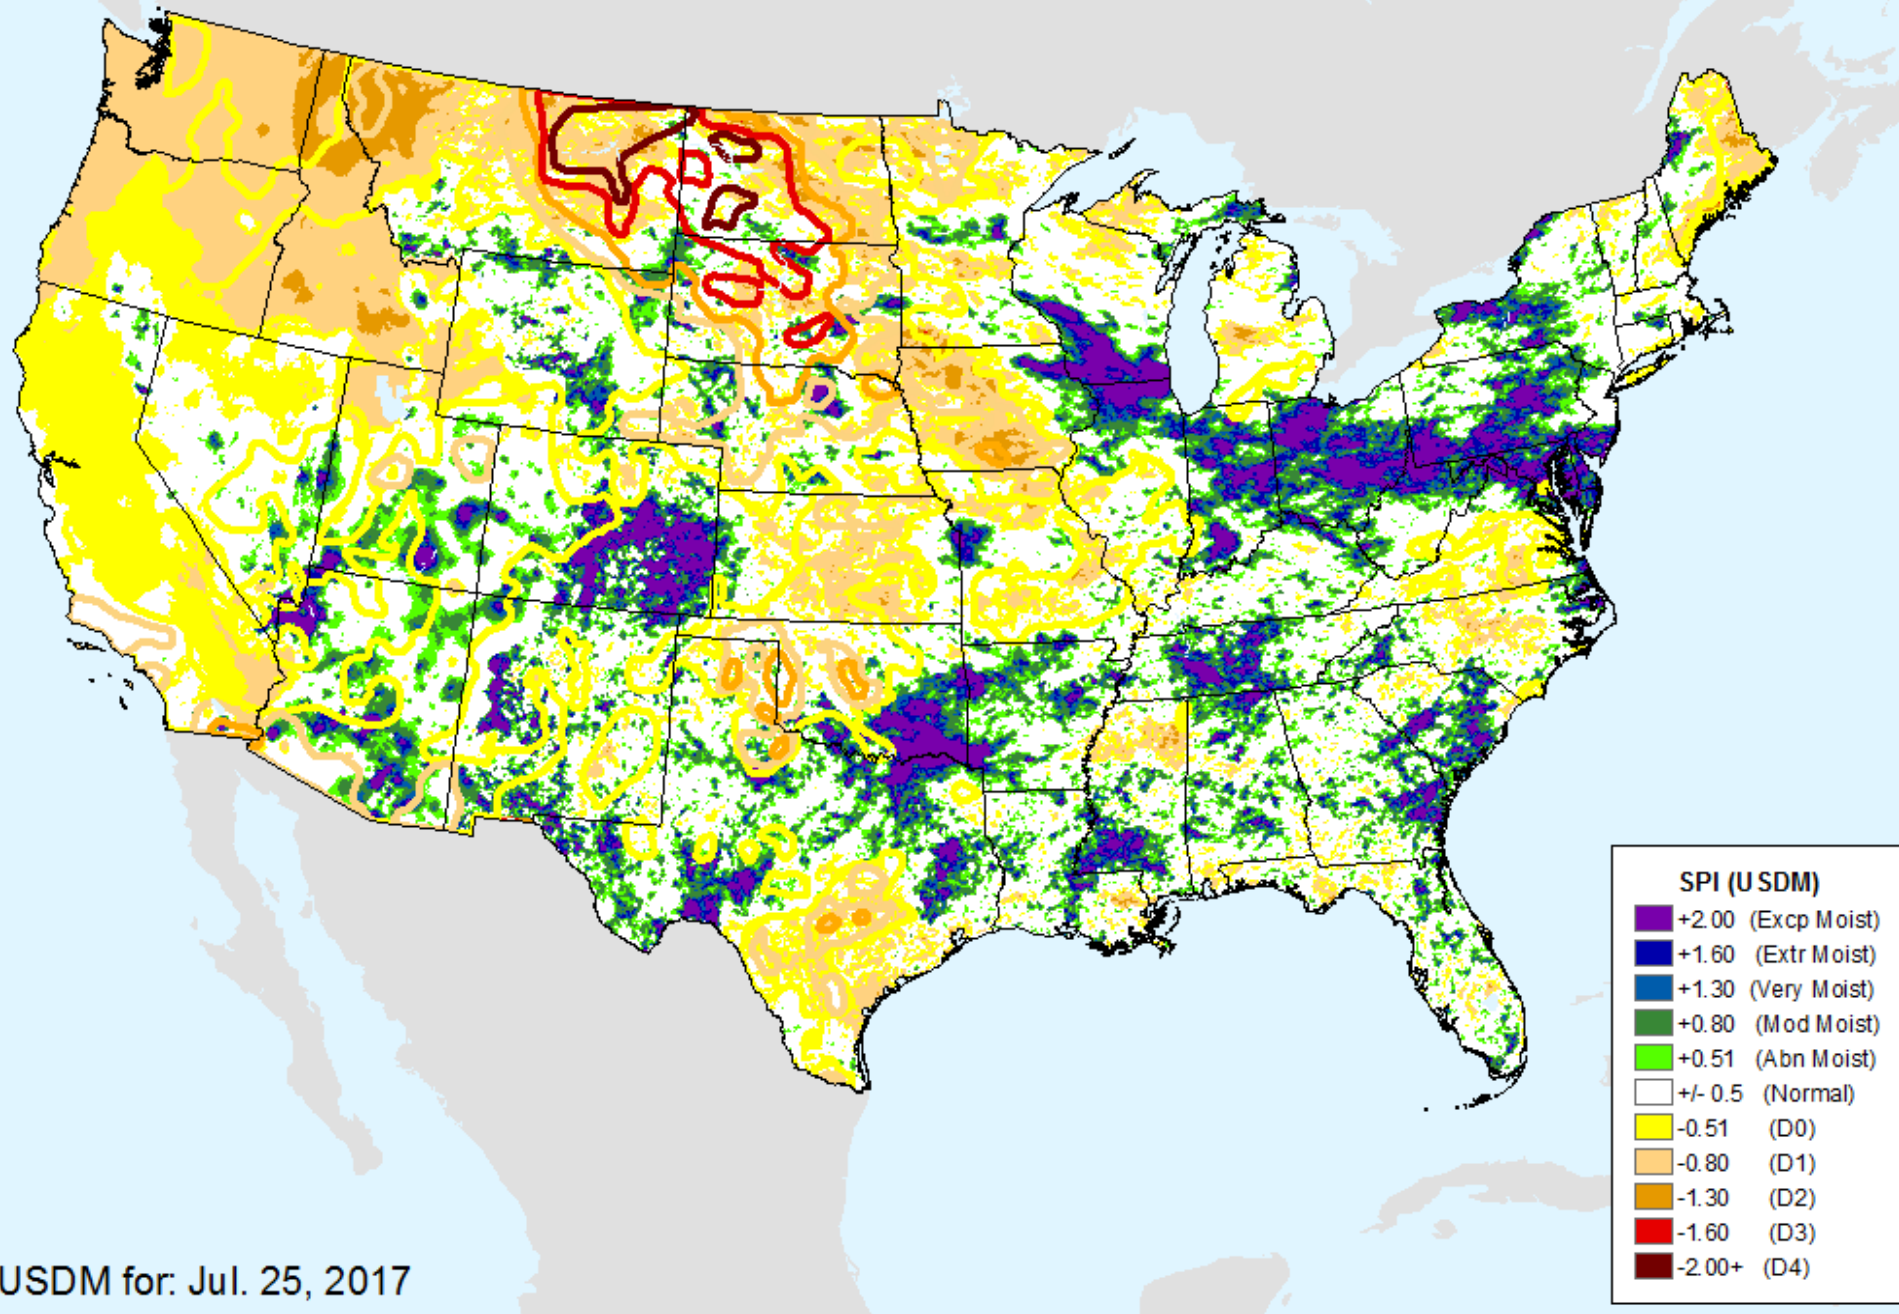 SPI (USDM)
+2.00 (Excp Moist)
+1.60 (Extr Moist)
+1.30 (Very Moist)
+0.80 (Mod Moist)
+0.51 (Abn Moist)
+/- 0.5 (Normal)
-0.51 (D0)
-0.80 (D1)
-1.30 (D2)
-1.60 (D3)
-2.00+ (D4)
USDM for: Jul. 25, 2017